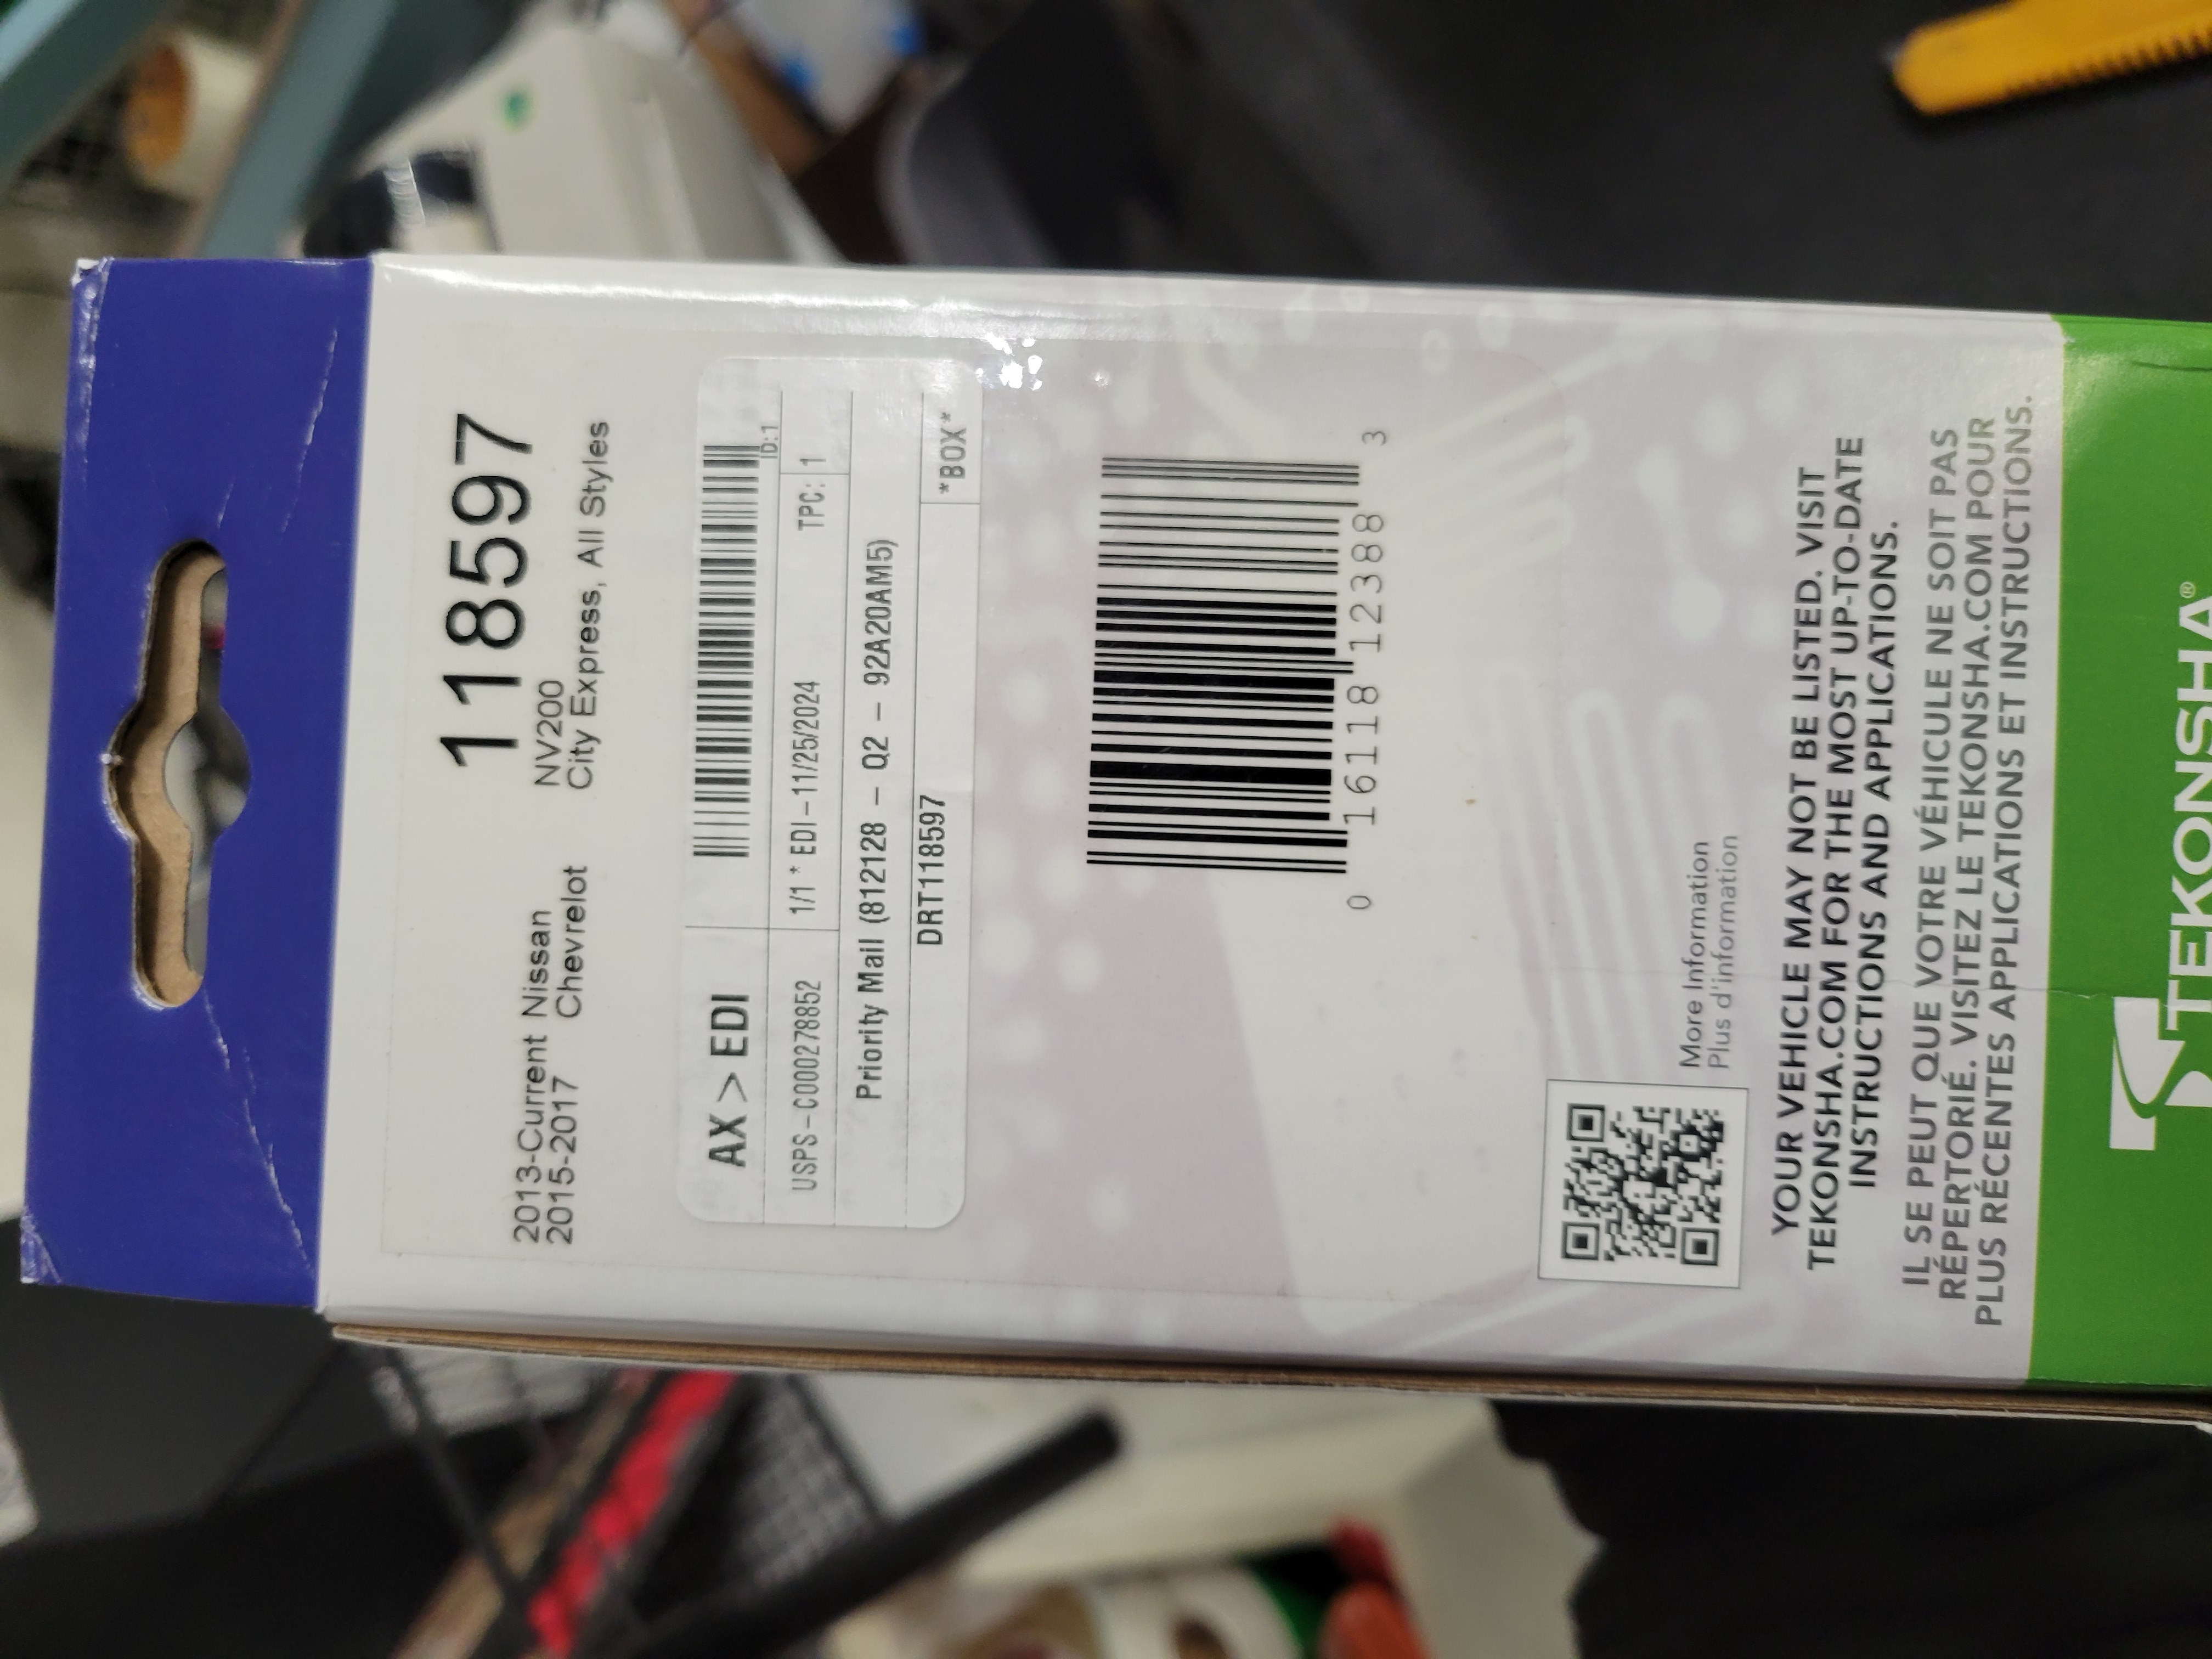 118597
2013-Current Nissan NV200
2015-2017 Chevrelot City Express, All Styles
AX > EDI
ID:1
USPS-C000278852 1/1 * EDI-11/25/2024 TPC: 1
Priority Mail (812128 - Q2 - 92A20AM5)
DRT118597 *BOX*
0 16118 12388 3
More Information
Plus d'information
YOUR VEHICLE MAY NOT BE LISTED. VISIT
TEKONSHA.COM FOR THE MOST UP-TO-DATE
INSTRUCTIONS AND APPLICATIONS.
IL SE PEUT QUE VOTRE VÉHICULE NE SOIT PAS
RÉPERTORIÉ. VISITEZ LE TEKONSHA.COM POUR
PLUS RÉCENTES APPLICATIONS ET INSTRUCTIONS.
TEKONSHA®